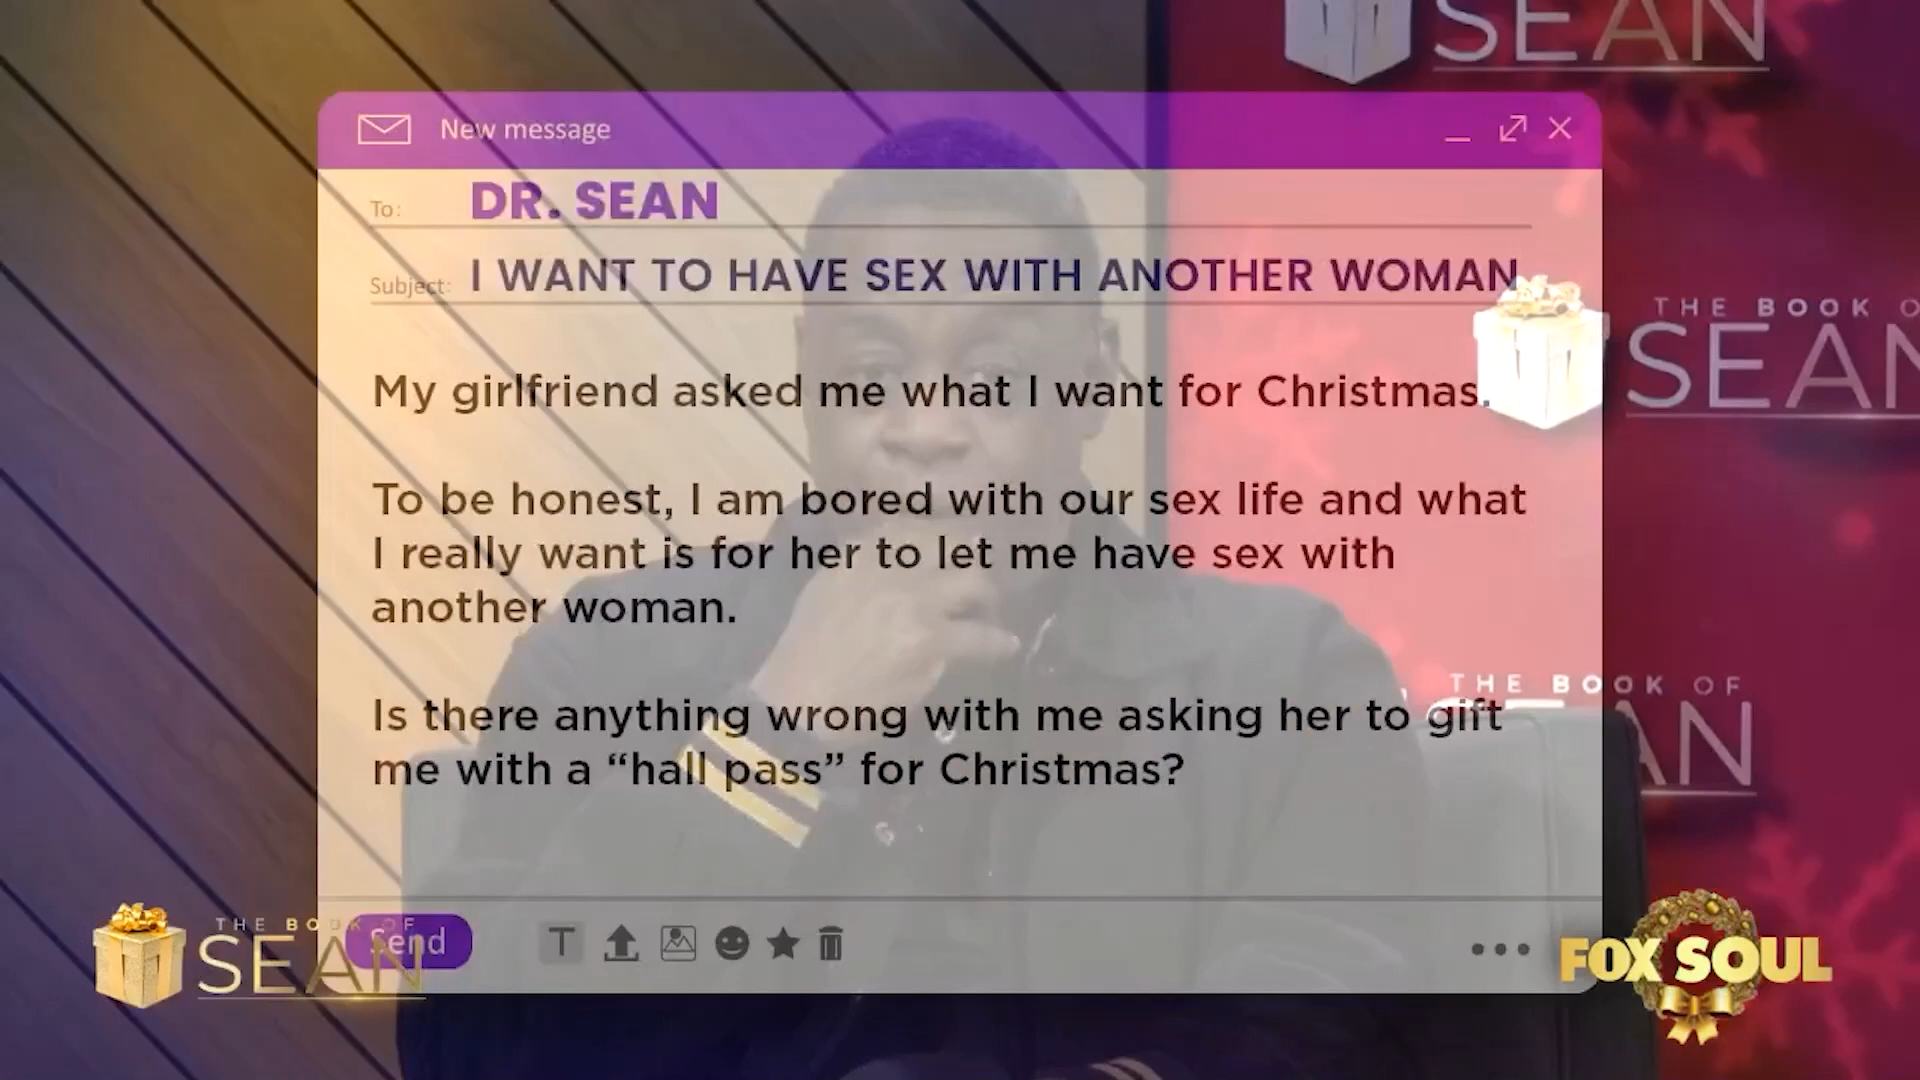 SEAN
New message
To: DR. SEAN
Subject: I WANT TO HAVE SEX WITH ANOTHER WOMAN
THE BOOK O
SEAN
My girlfriend asked me what I want for Christmas.
To be honest, I am bored with our sex life and what
I really want is for her to let me have sex with
another woman.
THE BOOK OF
AN
Is there anything wrong with me asking her to gift
me with a “hall pass” for Christmas?
THE BOOK OF
SEAN
Send
T
FOX SOUL